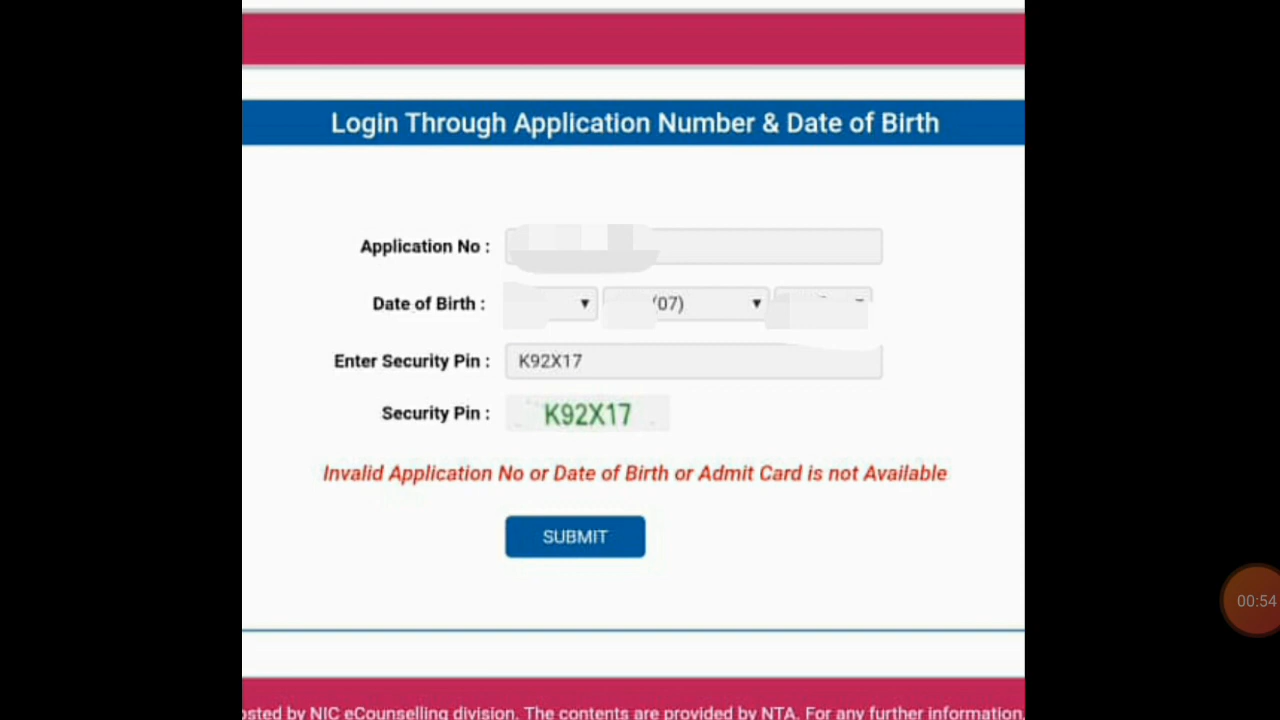 Login Through Application Number & Date of Birth
Application No :
Date of Birth : (07)
Enter Security Pin : K92X17
Security Pin : K92X17
Invalid Application No or Date of Birth or Admit Card is not Available
SUBMIT
00:54
by NIC eCounselling division. The contents are provided by NTA. For any further information,